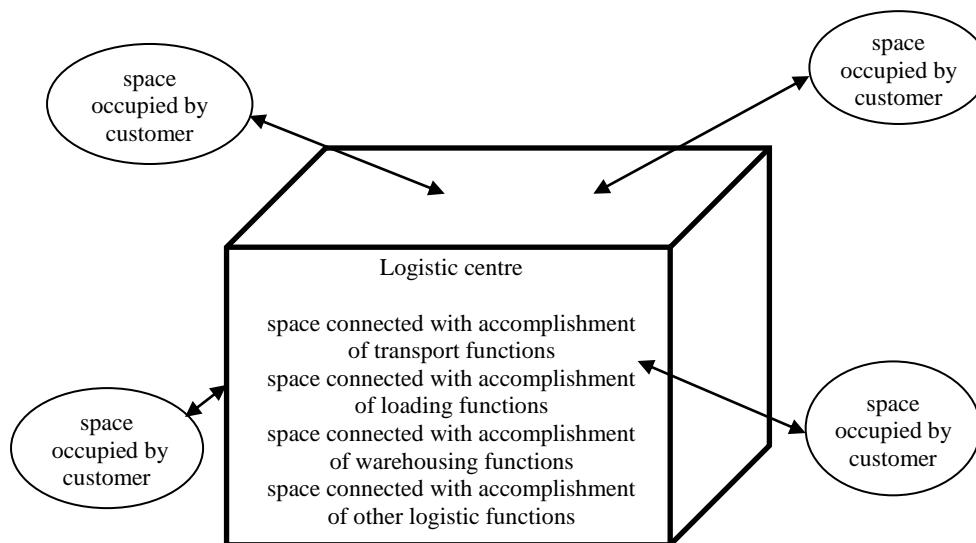 space
occupied by
customer
space
occupied by
customer
Logistic centre
space connected with accomplishment
of transport functions
space connected with accomplishment
of loading functions
space connected with accomplishment
of warehousing functions
space connected with accomplishment
of other logistic functions
space
occupied by
customer
space
occupied by
customer